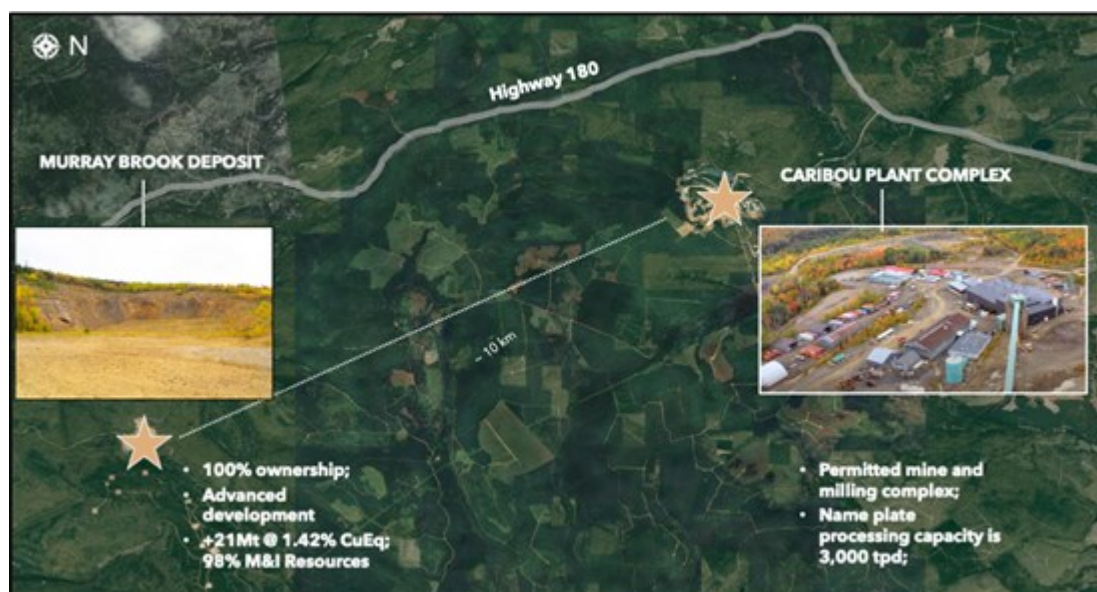 N
Highway 180
MURRAY BROOK DEPOSIT
CARIBOU PLANT COMPLEX
~ 10 km
• 100% ownership;
• Advanced
development
• +21Mt @ 1.42% CuEq;
98% M&I Resources
• Permitted mine and
milling complex;
• Name plate
processing capacity is
3,000 tpd;